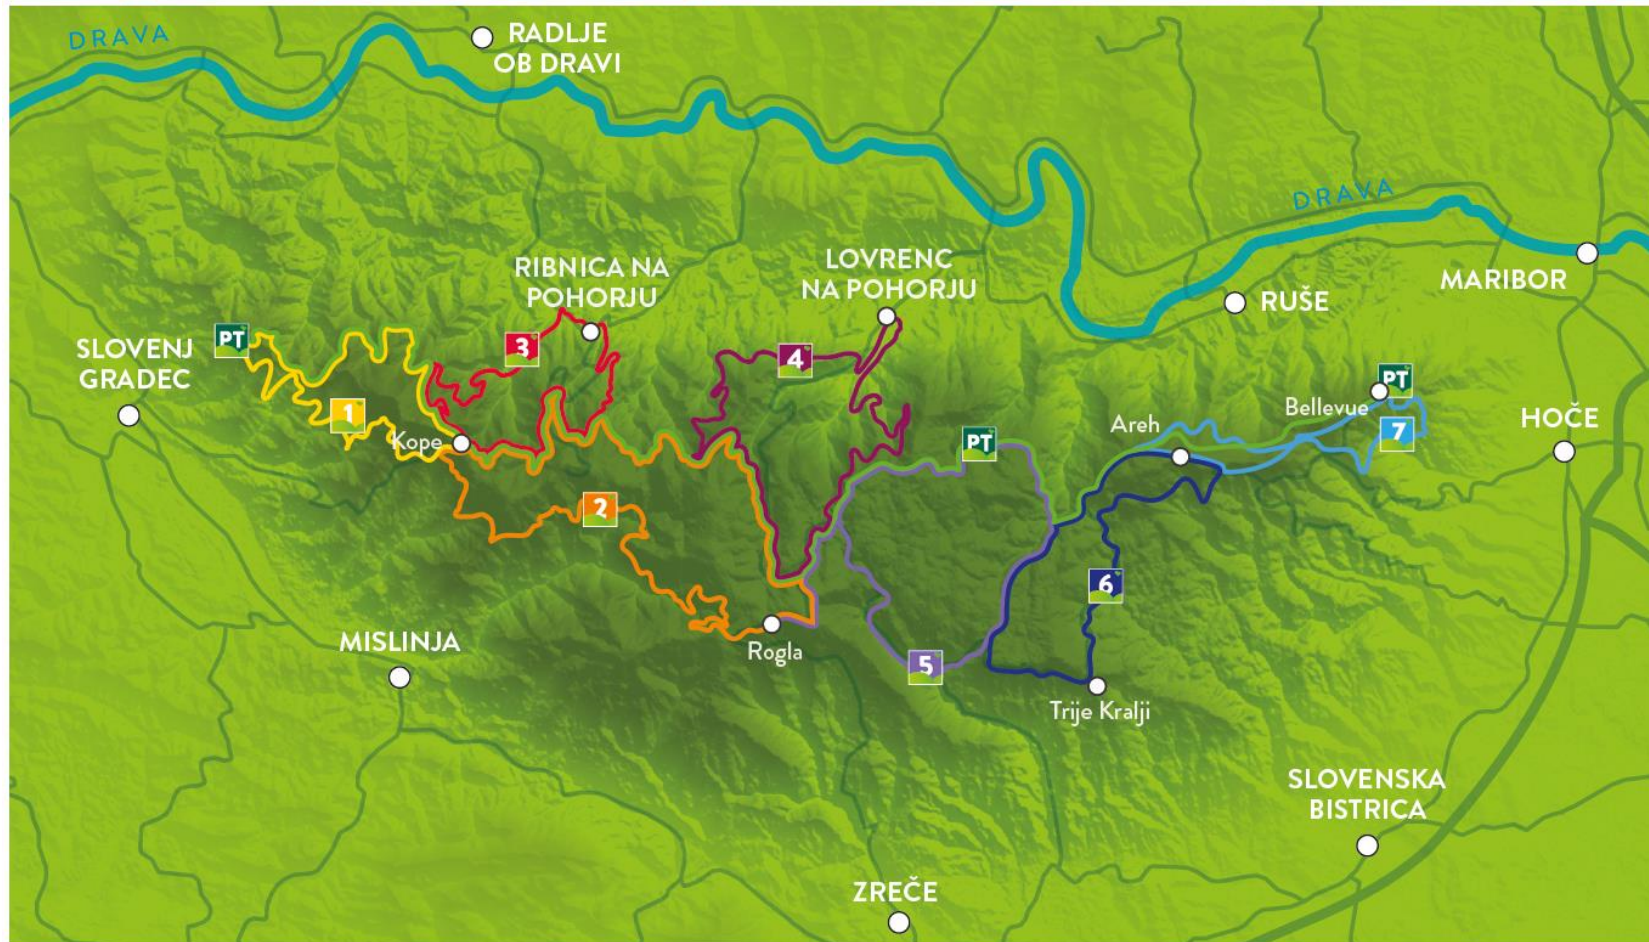 DRAVA
RADLJE
OB DRAVI
DRAVA
RIBNICA NA
POHORJU
LOVRENC
NA POHORJU
MARIBOR
RUŠE
SLOVENJ
GRADEC
PT
3
4
PT
Bellevue
1
Kope
PT
Areh
7
HOČE
2
6
MISLINJA
Rogla
5
Trije Kralji
SLOVENSKA
BISTRICA
ZREČE